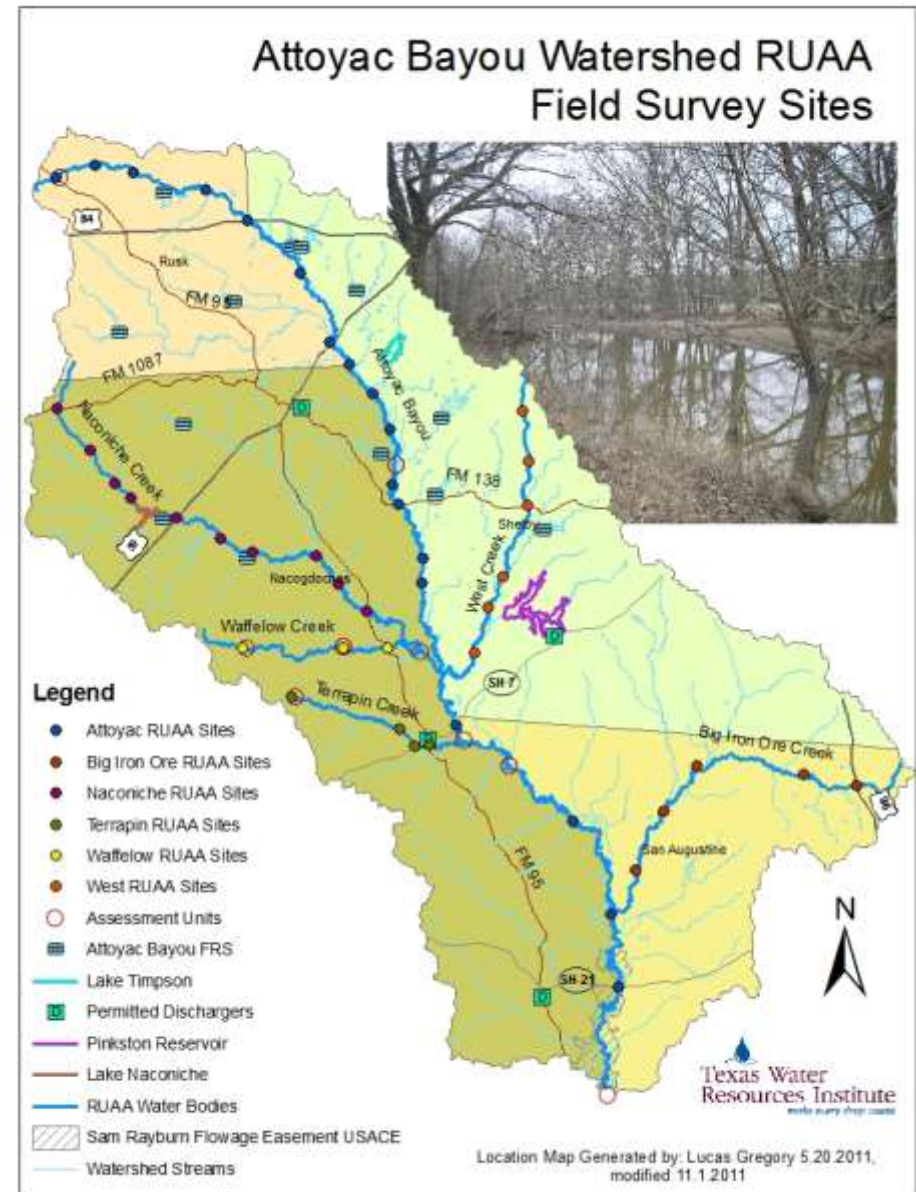 Attoyac Bayou Watershed RUAA
Field Survey Sites
84
Rusk
FM 95
FM 1087
Attoyac Bayou
Naconiche Creek
FM 138
Shelby
West Creek
Nacogdoches
Waffelow Creek
SH-7
Terrapin Creek
Big Iron Ore Creek
96
San Augustine
FM 95
SH-21
N
Legend
Attoyac RUAA Sites
Big Iron Ore RUAA Sites
Naconiche RUAA Sites
Terrapin RUAA Sites
Waffelow RUAA Sites
West RUAA Sites
Assessment Units
Attoyac Bayou FRS
Lake Timpson
D Permitted Dischargers
Pinkston Reservoir
Lake Naconiche
RUAA Water Bodies
Sam Rayburn Flowage Easement USACE
Watershed Streams
Texas Water
Resources Institute
make every drop count
Location Map Generated by: Lucas Gregory 5.20.2011,
modified 11.1.2011